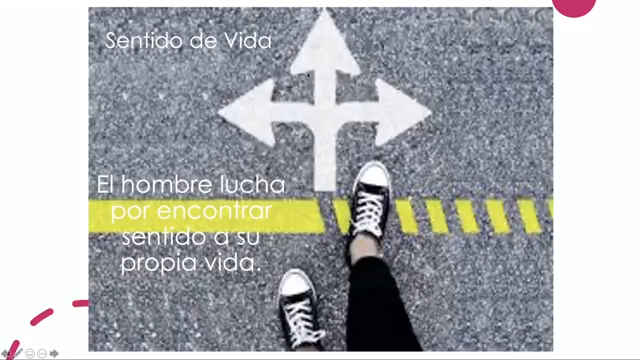 Sentido de Vida
El hombre lucha
por encontrar
sentido a su
propia vida.